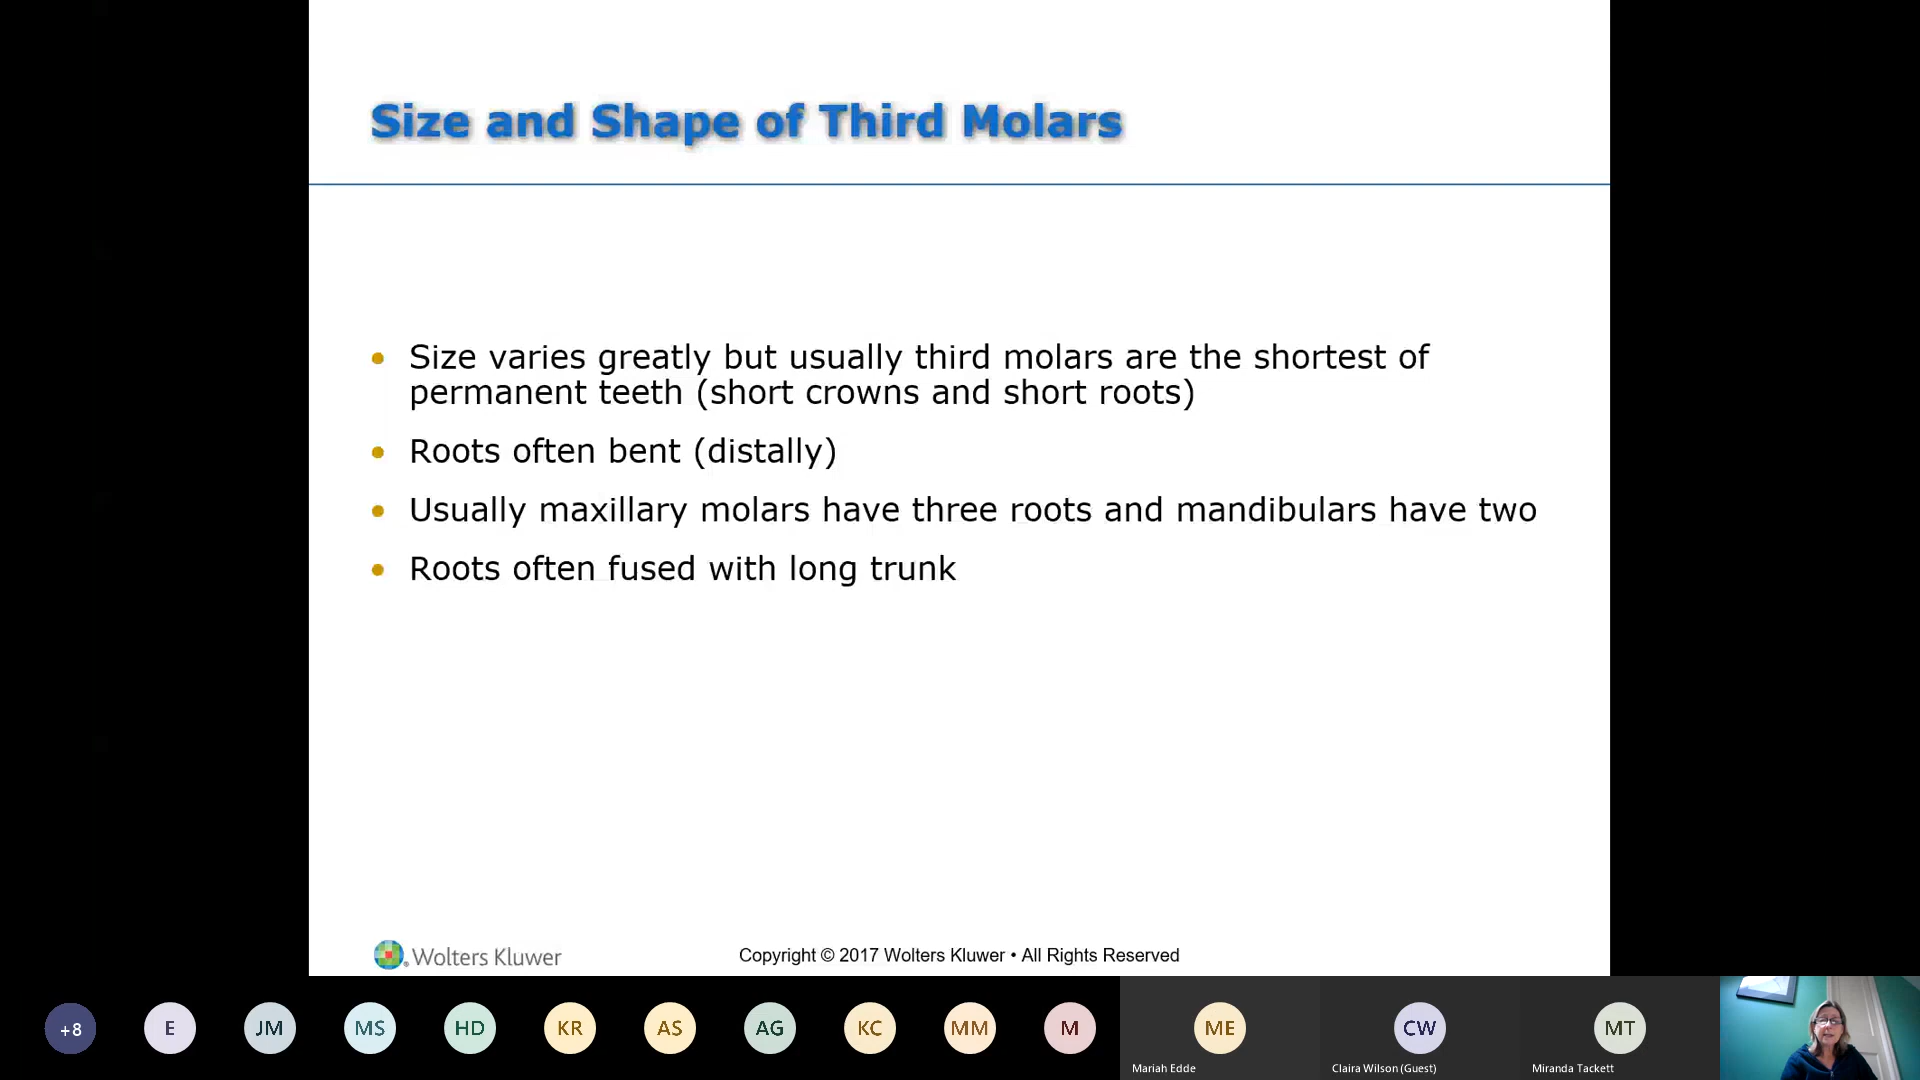 Size and Shape of Third Molars
• Size varies greatly but usually third molars are the shortest of
permanent teeth (short crowns and short roots)
• Roots often bent (distally)
• Usually maxillary molars have three roots and mandibulars have two
• Roots often fused with long trunk
Wolters Kluwer
Copyright © 2017 Wolters Kluwer • All Rights Reserved
+8
E
JM
MS
HD
KR
AS
AG
KC
MM
M
ME
CW
MT
Mariah Edde
Claira Wilson (Guest)
Miranda Tackett